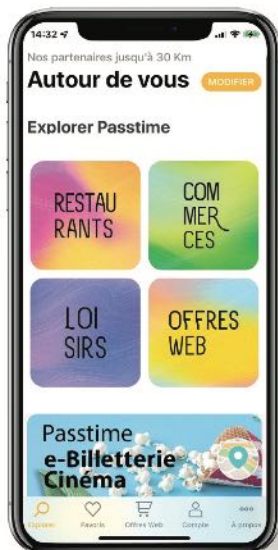 14:32
Nos partenaires jusqu'à 30 Km
Autour de vous
MODIFIER
Explorer Passtime
RESTAU
RANTS
COM
MER
CES
LOI
SIRS
OFFRES
WEB
Passtime
e-Billetterie
Cinéma
Explorer
Favoris
Offres Web
Compte
À propos